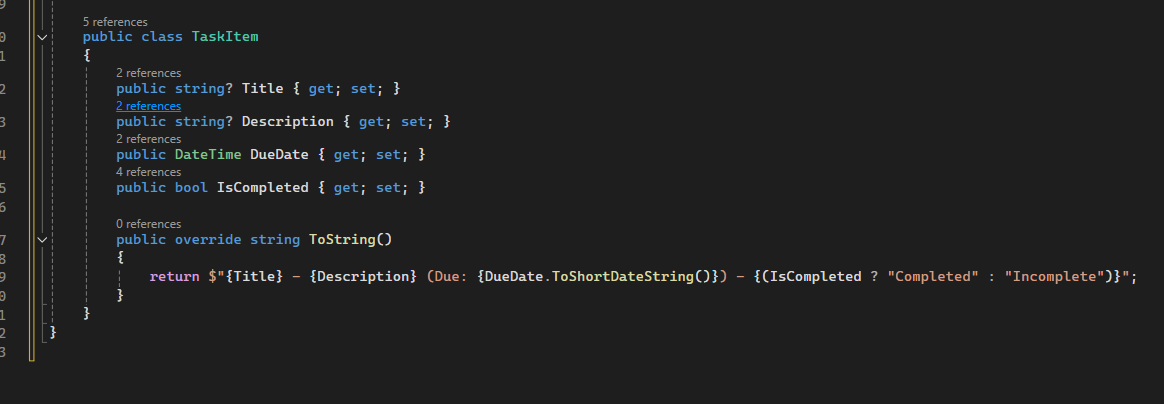 9
5 references
0 public class TaskItem
1 {
2 references
2 public string? Title { get; set; }
2 references
3 public string? Description { get; set; }
2 references
4 public DateTime DueDate { get; set; }
4 references
5 public bool IsCompleted { get; set; }
6
0 references
7 public override string ToString()
8 {
9 return $"{Title} - {Description} (Due: {DueDate.ToShortDateString()}) - {(IsCompleted ? "Completed" : "Incomplete")}";
0 }
1 }
2 }
3